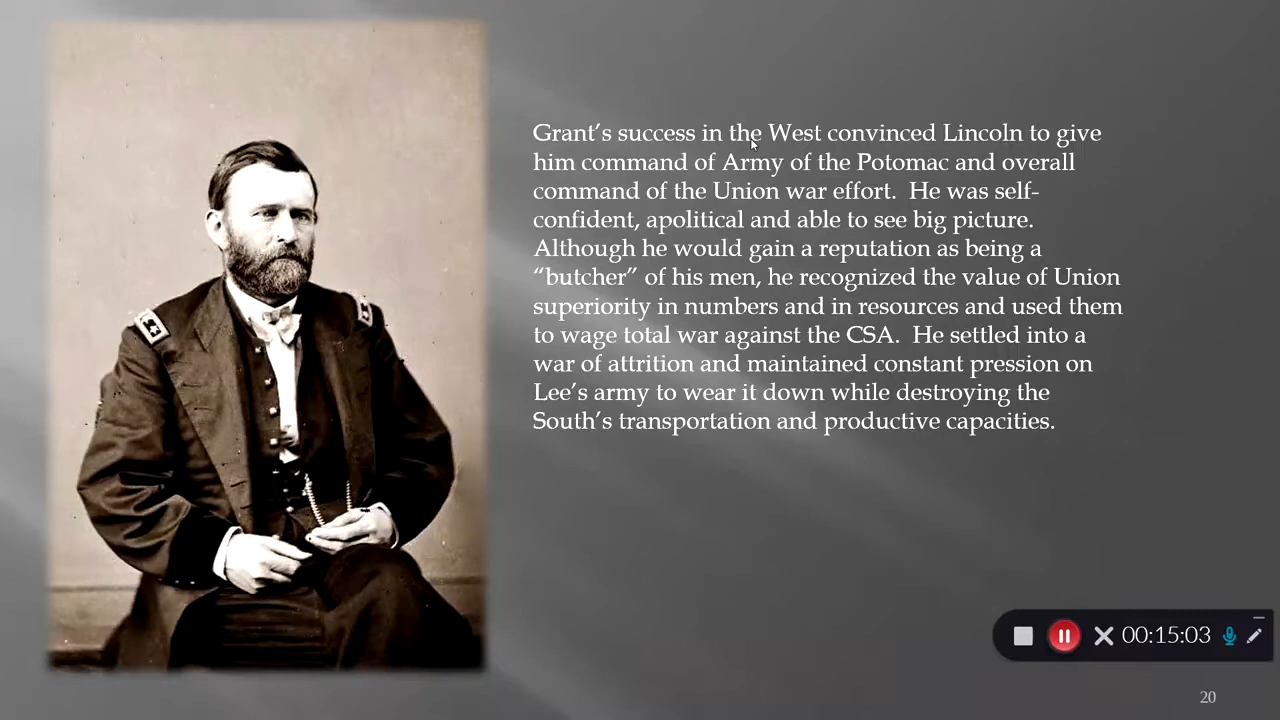 Grant’s success in the West convinced Lincoln to give
him command of Army of the Potomac and overall
command of the Union war effort.  He was self-
confident, apolitical and able to see big picture.
Although he would gain a reputation as being a
“butcher” of his men, he recognized the value of Union
superiority in numbers and in resources and used them
to wage total war against the CSA.  He settled into a
war of attrition and maintained constant pression on
Lee’s army to wear it down while destroying the
South’s transportation and productive capacities.
00:15:03
20